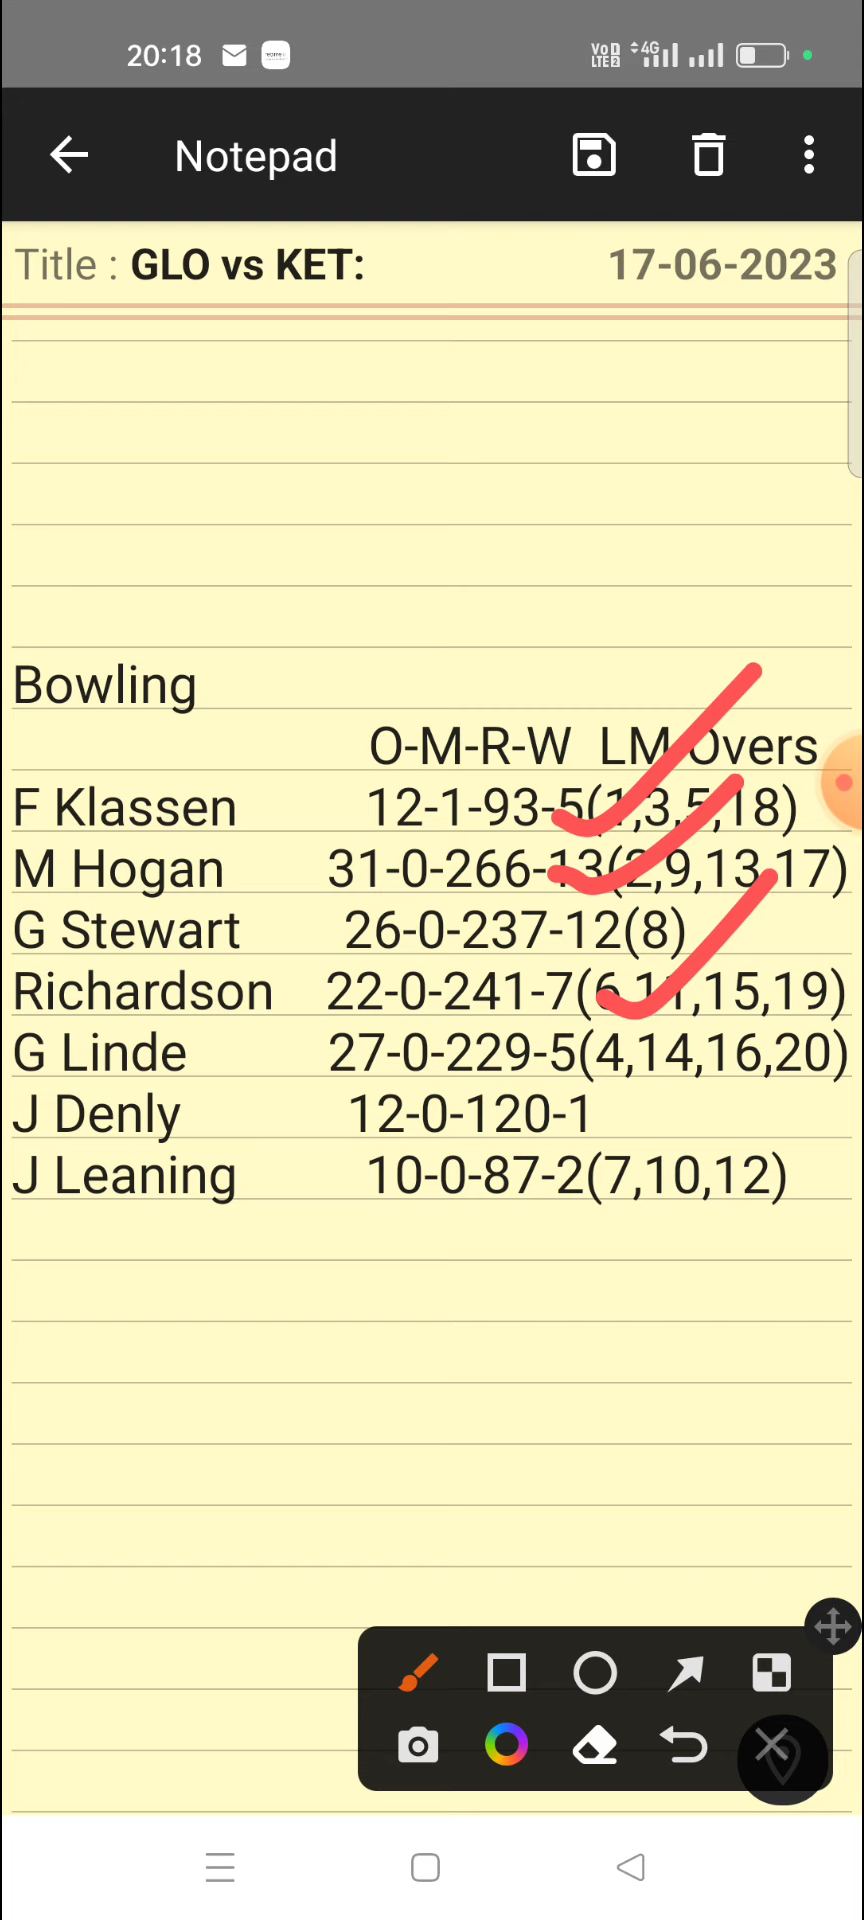 20:18 VoD LTE2 4G
Notepad
Title : GLO vs KET: 17-06-2023
Bowling
O-M-R-W LM Overs
F Klassen 12-1-93-5(1,3,5,18)
M Hogan 31-0-266-13(2,9,13,17)
G Stewart 26-0-237-12(8)
Richardson 22-0-241-7(6,11,15,19)
G Linde 27-0-229-5(4,14,16,20)
J Denly 12-0-120-1
J Leaning 10-0-87-2(7,10,12)